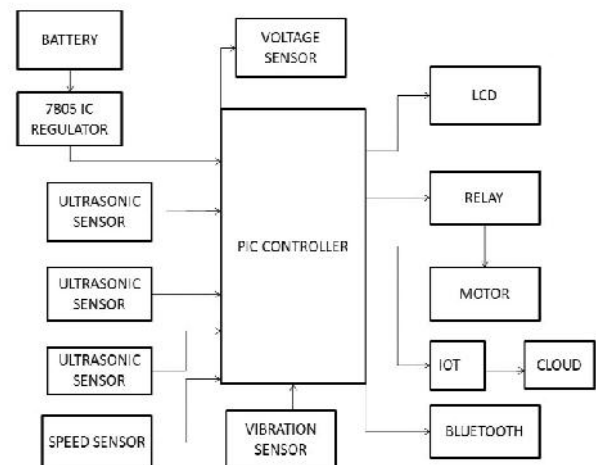 BATTERY
VOLTAGE
SENSOR
LCD
7805 IC
REGULATOR
ULTRASONIC
SENSOR
RELAY
PIC CONTROLLER
ULTRASONIC
SENSOR
MOTOR
ULTRASONIC
SENSOR
IOT
CLOUD
SPEED SENSOR
VIBRATION
SENSOR
BLUETOOTH